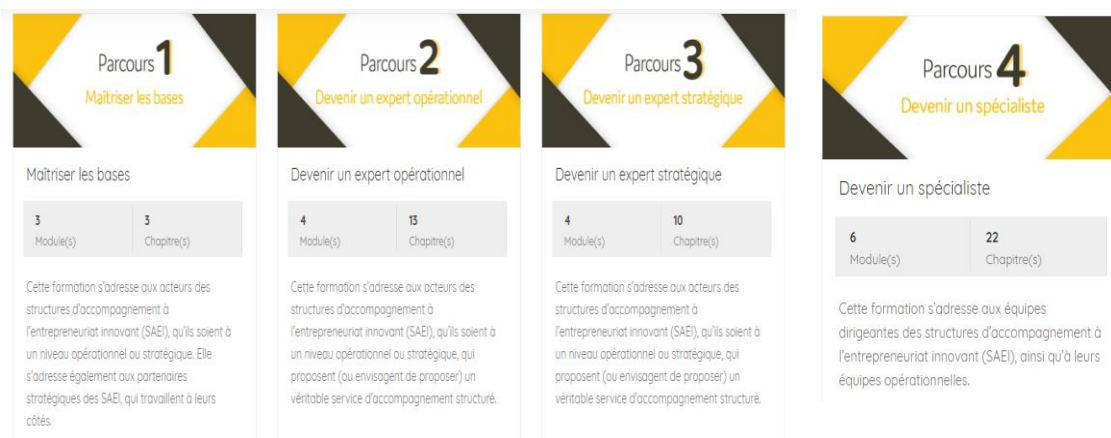 Parcours 1
Maîtriser les bases
Maîtriser les bases
3
3
Module(s)
Chapitre(s)
Cette formation s'adresse aux acteurs des
structures d'accompagnement à
l'entrepreneuriat innovant (SAEI), qu'ils soient à
un niveau opérationnel ou stratégique. Elle
s'adresse également aux partenaires
stratégiques des SAEI, qui travaillent à leurs
côtés.
Parcours 2
Devenir un expert opérationnel
Devenir un expert opérationnel
4
13
Module(s)
Chapitre(s)
Cette formation s'adresse aux acteurs des
structures d'accompagnement à
l'entrepreneuriat innovant (SAEI), qu'ils soient à
un niveau opérationnel ou stratégique, qui
proposent (ou envisagent de proposer) un
véritable service d'accompagnement structuré.
Parcours 3
Devenir un expert stratégique
Devenir un expert stratégique
4
10
Module(s)
Chapitre(s)
Cette formation s'adresse aux acteurs des
structures d'accompagnement à
l'entrepreneuriat innovant (SAEI), qu'ils soient à
un niveau opérationnel ou stratégique, qui
proposent (ou envisagent de proposer) un
véritable service d'accompagnement structuré.
Parcours 4
Devenir un spécialiste
Devenir un spécialiste
6
22
Module(s)
Chapitre(s)
Cette formation s'adresse aux équipes
dirigeantes des structures d'accompagnement à
l'entrepreneuriat innovant (SAEI), ainsi qu'à leurs
équipes opérationnelles.